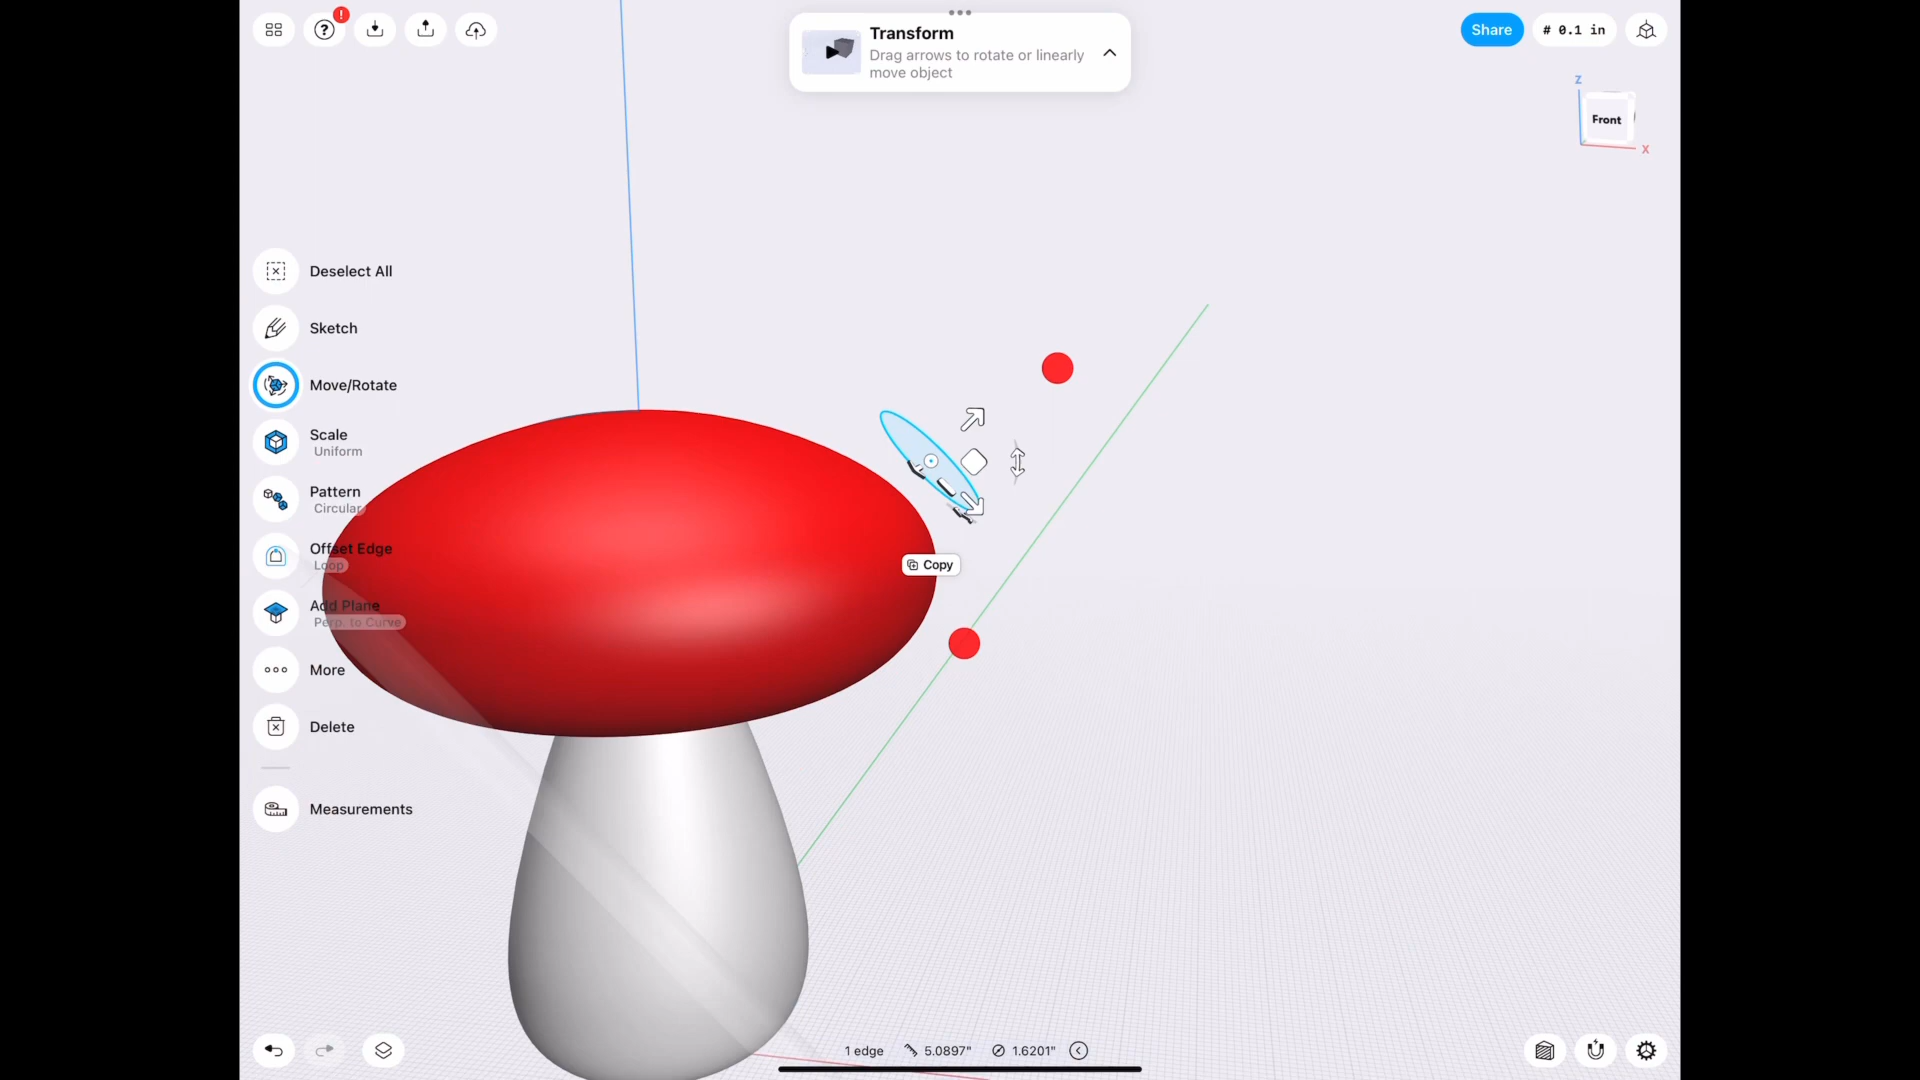 !
?
Transform
Drag arrows to rotate or linearly
move object
Share
# 0.1 in
Z
Front
X
Deselect All
Sketch
Move/Rotate
Scale
Uniform
Pattern
Circular
Offset Edge
Loop
Add Plane
Perp. to Curve
More
Delete
Measurements
Copy
1 edge 5.0897" 1.6201"